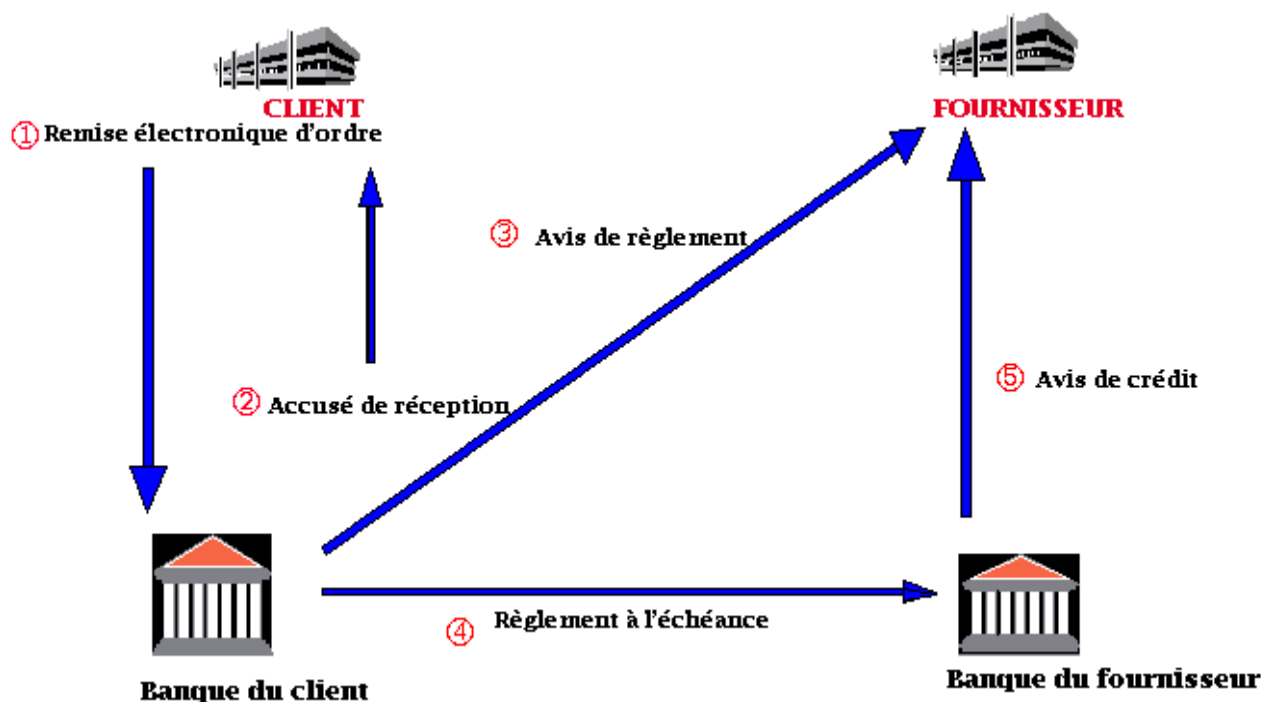 CLIENT
FOURNISSEUR
① Remise électronique d'ordre
③ Avis de règlement
② Accusé de réception
⑤ Avis de crédit
④ Règlement à l'échéance
Banque du client
Banque du fournisseur